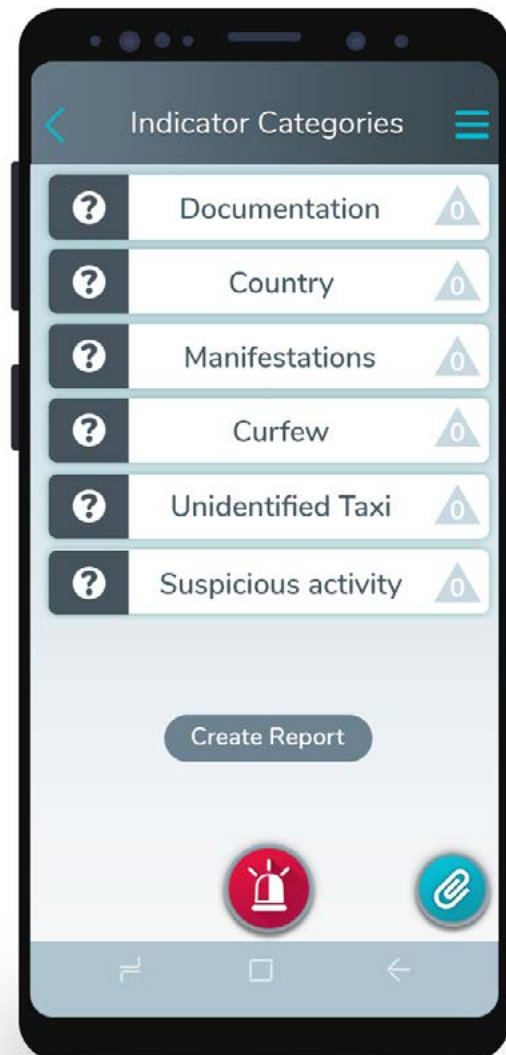 Indicator Categories
? Documentation 0
? Country 0
? Manifestations 0
? Curfew 0
? Unidentified Taxi 0
? Suspicious activity 0
Create Report